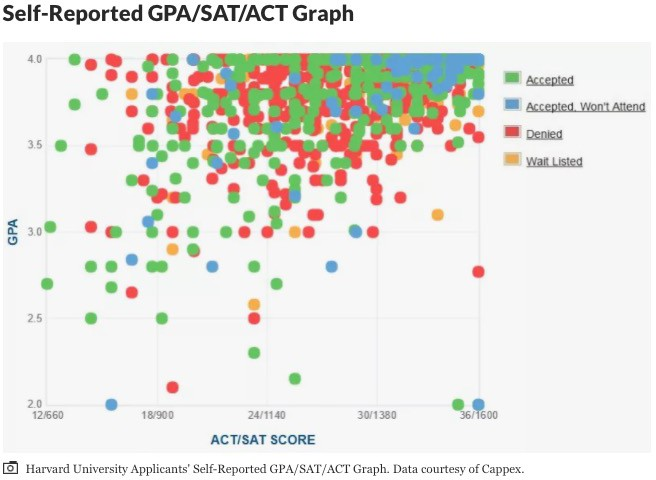 Self-Reported GPA/SAT/ACT Graph
4.0
3.5
3.0
2.5
2.0
GPA
12/660
18/900
24/1140
30/1380
36/1600
ACT/SAT SCORE
Accepted
Accepted, Won't Attend
Denied
Wait Listed
Harvard University Applicants' Self-Reported GPA/SAT/ACT Graph. Data courtesy of Cappex.